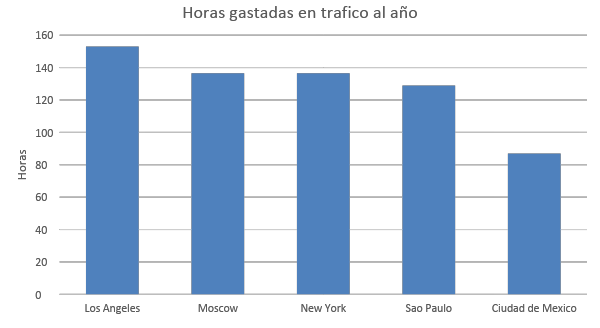 Horas gastadas en trafico al año
160
140
120
100
80
60
40
20
0
Horas
Los Angeles
Moscow
New York
Sao Paulo
Ciudad de Mexico